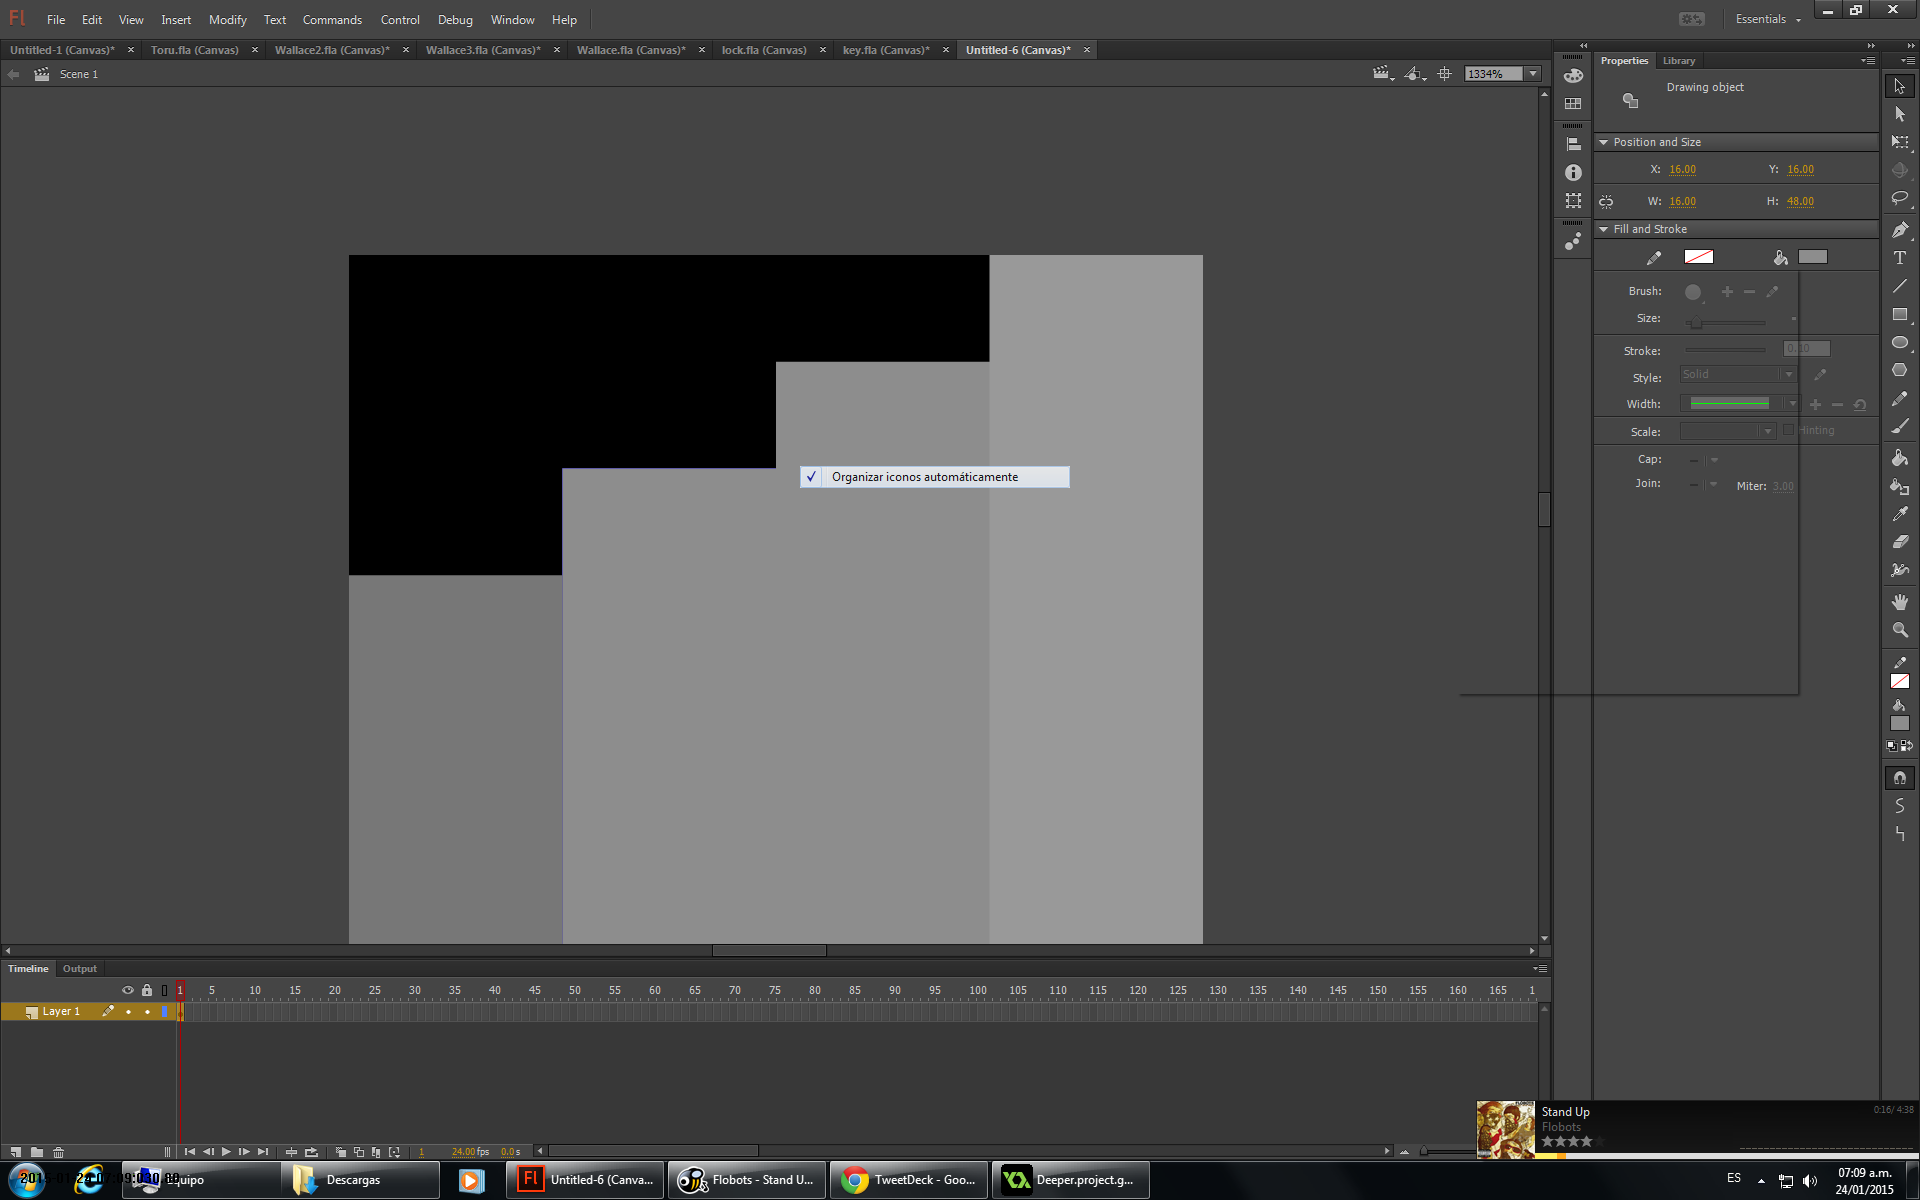 Fl File Edit View Insert Modify Commands Text Control Debug Window Help Essentials
Untitled-1 (Canvas)* × Toru.fla (Canvas) × Wallace2.fla (Canvas)* × Wallace3.fla (Canvas)* × Wallace.fla (Canvas)* × lock.fla (Canvas) × key.fla (Canvas)* × Untitled-6 (Canvas)* ×
Scene 1 1334%
Properties Library
Drawing object
Position and Size
X: 16.00 Y: 16.00
W: 16.00 H: 48.00
Fill and Stroke
Brush:
Size:
Stroke: 0.10
Style: Solid
Width:
Scale: Hinting
Cap:
Join: Miter: 3.00
Organizar iconos automáticamente
Timeline Output
1 5 10 15 20 25 30 35 40 45 50 55 60 65 70 75 80 85 90 95 100 105 110 115 120 125 130 135 140 145 150 155 160 165 1
Layer 1
1 24.00 fps 0.0 s
Stand Up 0:16/ 4:38
Flobots
Equipo
Descargas
Fl Untitled-6 (Canva...
Flobots - Stand U...
TweetDeck - Goo...
Deeper.project.g...
ES
07:09 a.m.
24/01/2015